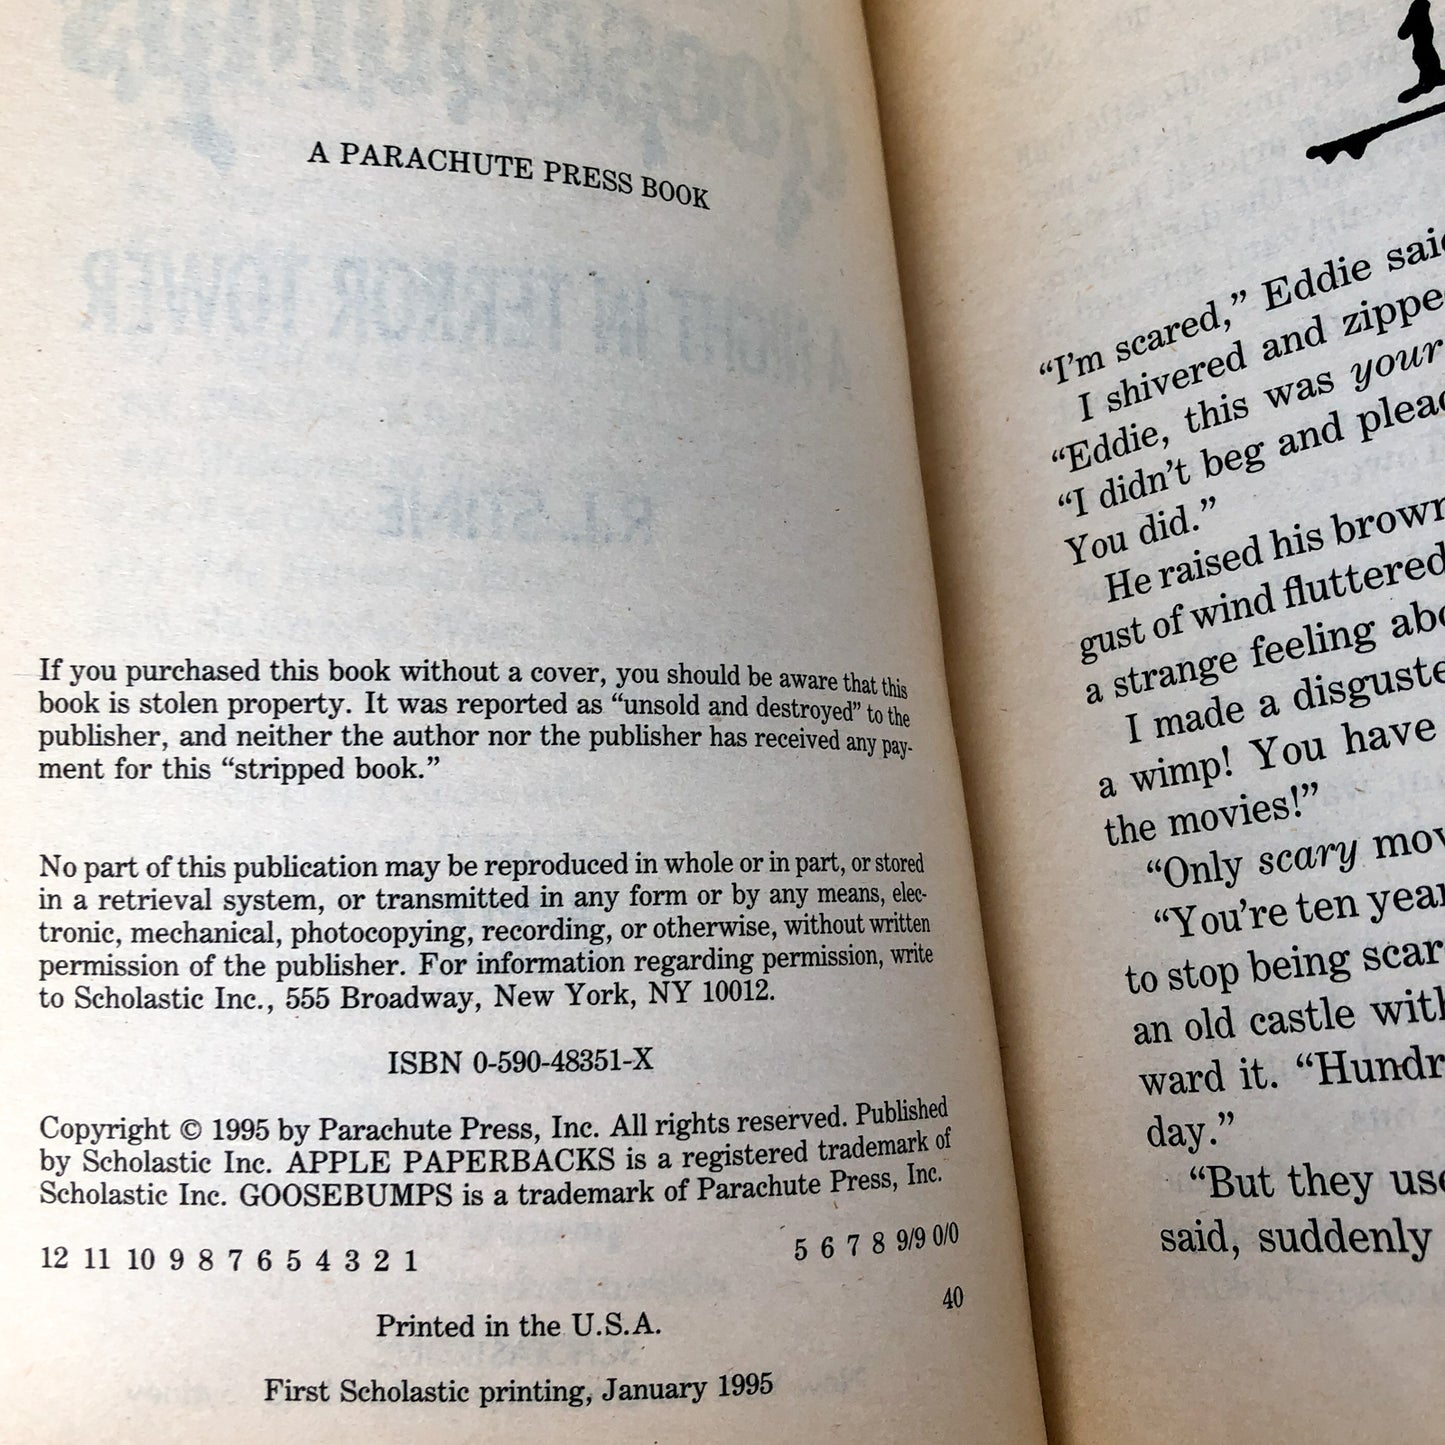 A PARACHUTE PRESS BOOK
If you purchased this book without a cover, you should be aware that this
book is stolen property. It was reported as “unsold and destroyed” to the
publisher, and neither the author nor the publisher has received any pay-
ment for this “stripped book.”
No part of this publication may be reproduced in whole or in part, or stored
in a retrieval system, or transmitted in any form or by any means, elec-
tronic, mechanical, photocopying, recording, or otherwise, without written
permission of the publisher. For information regarding permission, write
to Scholastic Inc., 555 Broadway, New York, NY 10012.
ISBN 0-590-48351-X
Copyright © 1995 by Parachute Press, Inc. All rights reserved. Published
by Scholastic Inc. APPLE PAPERBACKS is a registered trademark of
Scholastic Inc. GOOSEBUMPS is a trademark of Parachute Press, Inc.
12 11 10 9 8 7 6 5 4 3 2 1 5 6 7 8 9/9 0/0
40
Printed in the U.S.A.
First Scholastic printing, January 1995
1
“I’m scared,” Eddie said
I shivered and zippe
“Eddie, this was your
“I didn’t beg and plead
You did.”
He raised his brown
gust of wind fluttered
a strange feeling abo
I made a disguste
a wimp! You have
the movies!”
“Only scary mov
“You’re ten year
to stop being scar
an old castle with
ward it. “Hundr
day.”
“But they use
said, suddenly